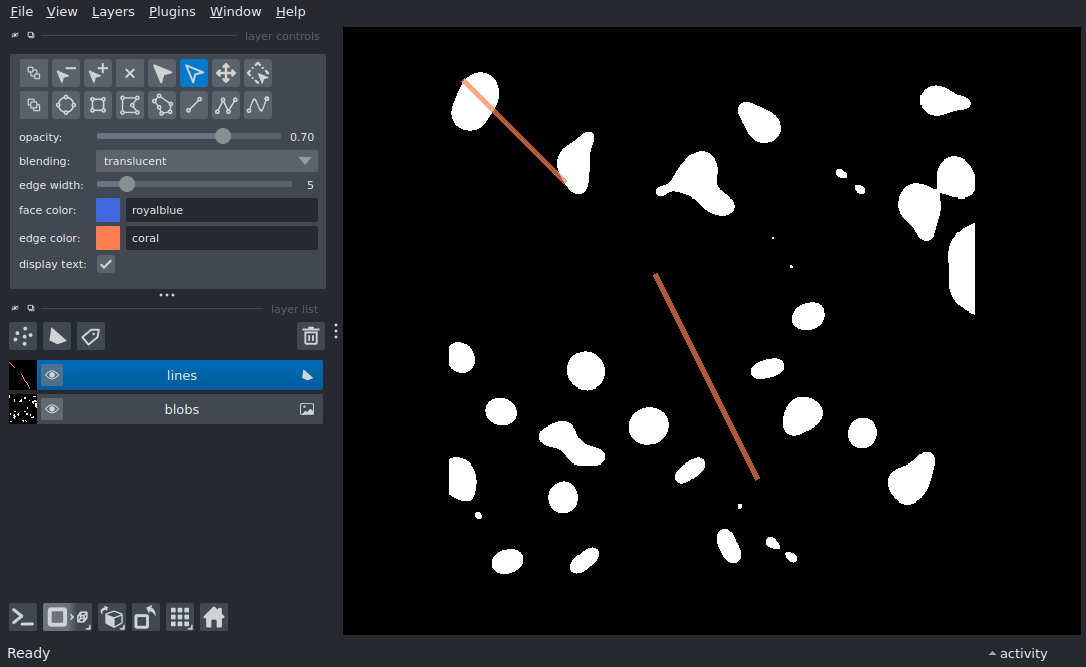 File View Layers Plugins Window Help
layer controls
opacity: 0.70
blending: translucent
edge width: 5
face color: royalblue
edge color: coral
display text:
layer list
lines
blobs
Ready
activity